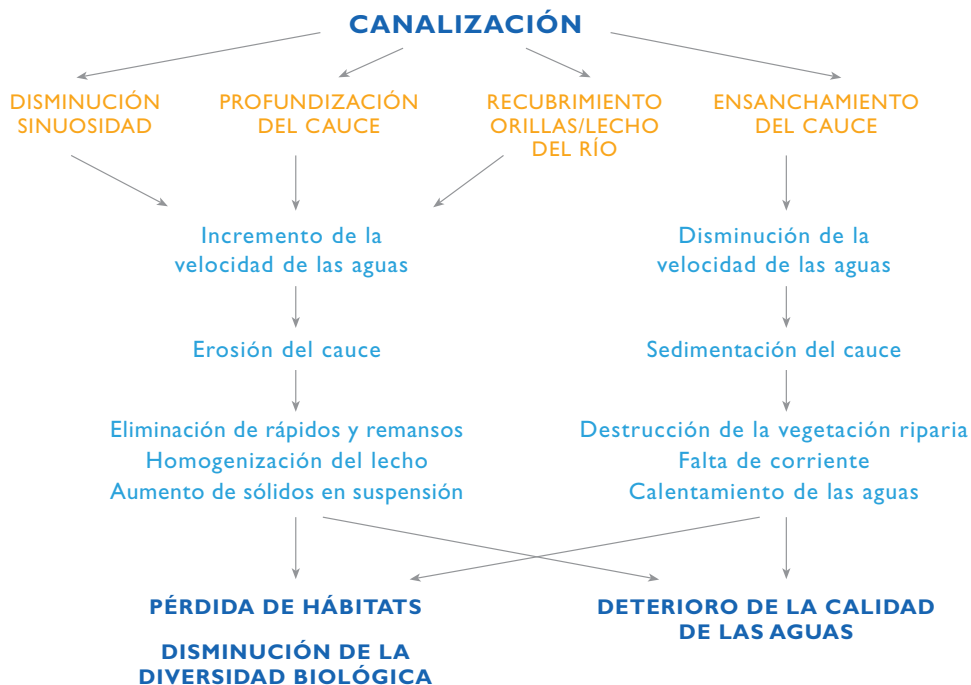 CANALIZACIÓN
DISMINUCIÓN
SINUOSIDAD
PROFUNDIZACIÓN
DEL CAUCE
RECUBRIMIENTO
ORILLAS/LECHO
DEL RÍO
ENSANCHAMIENTO
DEL CAUCE
Incremento de la
velocidad de las aguas
Disminución de la
velocidad de las aguas
Erosión del cauce
Sedimentación del cauce
Eliminación de rápidos y remansos
Homogenización del lecho
Aumento de sólidos en suspensión
Destrucción de la vegetación riparia
Falta de corriente
Calentamiento de las aguas
PÉRDIDA DE HÁBITATS
DISMINUCIÓN DE LA
DIVERSIDAD BIOLÓGICA
DETERIORO DE LA CALIDAD
DE LAS AGUAS